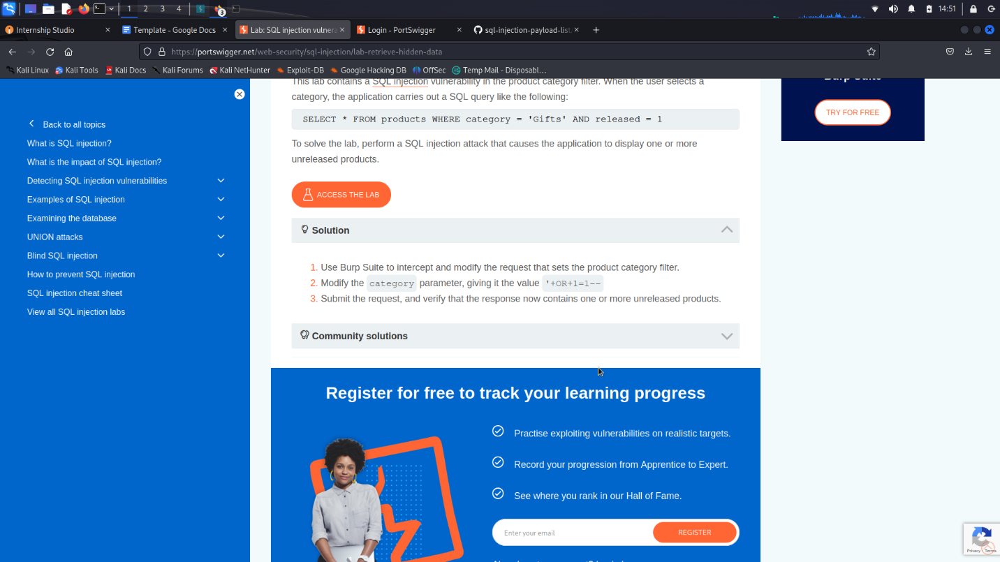 1
2
3
4
3
14:51
Internship Studio
Template - Google Docs
Lab: SQL injection vulnera
Login - PortSwigger
sql-injection-payload-list
https://portswigger.net/web-security/sql-injection/lab-retrieve-hidden-data
Kali Linux
Kali Tools
Kali Docs
Kali Forums
Kali NetHunter
Exploit-DB
Google Hacking DB
OffSec
Temp Mail - Disposabl…
Back to all topics
What is SQL injection?
What is the impact of SQL injection?
Detecting SQL injection vulnerabilities
Examples of SQL injection
Examining the database
UNION attacks
Blind SQL injection
How to prevent SQL injection
SQL injection cheat sheet
View all SQL injection labs
This lab contains a SQL injection vulnerability in the product category filter. When the user selects a
category, the application carries out a SQL query like the following:
SELECT * FROM products WHERE category = 'Gifts' AND released = 1
To solve the lab, perform a SQL injection attack that causes the application to display one or more
unreleased products.
ACCESS THE LAB
Solution
1. Use Burp Suite to intercept and modify the request that sets the product category filter.
2. Modify the category parameter, giving it the value '+OR+1=1--
3. Submit the request, and verify that the response now contains one or more unreleased products.
Community solutions
Register for free to track your learning progress
Practise exploiting vulnerabilities on realistic targets.
Record your progression from Apprentice to Expert.
See where you rank in our Hall of Fame.
Enter your email
REGISTER
Burp Suite
TRY FOR FREE
Privacy - Terms